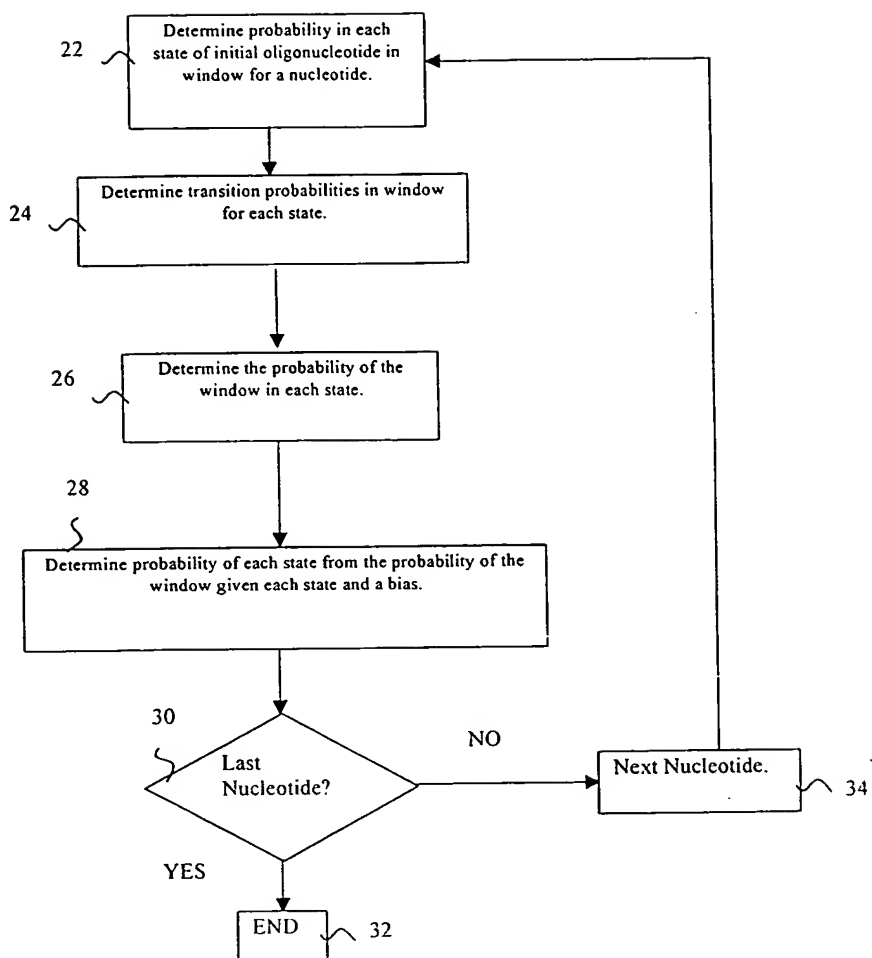 22
Determine probability in each
state of initial oligonucleotide in
window for a nucleotide.
24
Determine transition probabilities in window
for each state.
26
Determine the probability of the
window in each state.
28
Determine probability of each state from the probability of the
window given each state and a bias.
30
Last
Nucleotide?
NO
Next Nucleotide.
34
YES
END
32